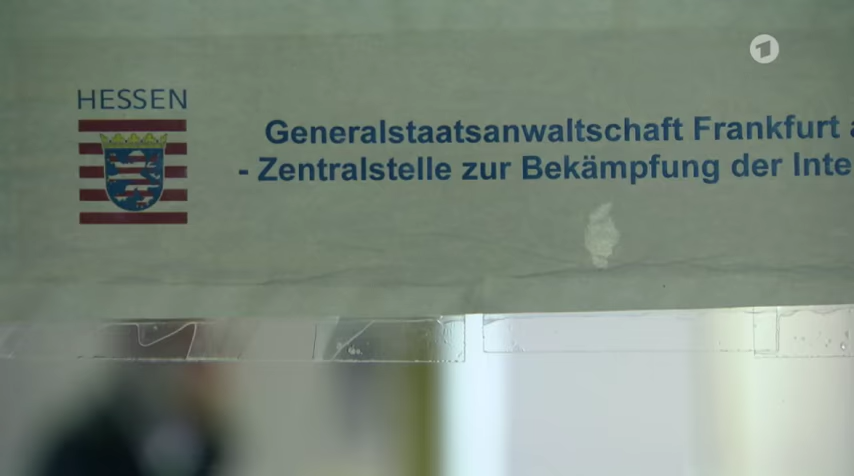 HESSEN
Generalstaatsanwaltschaft Frankfurt
- Zentralstelle zur Bekämpfung der